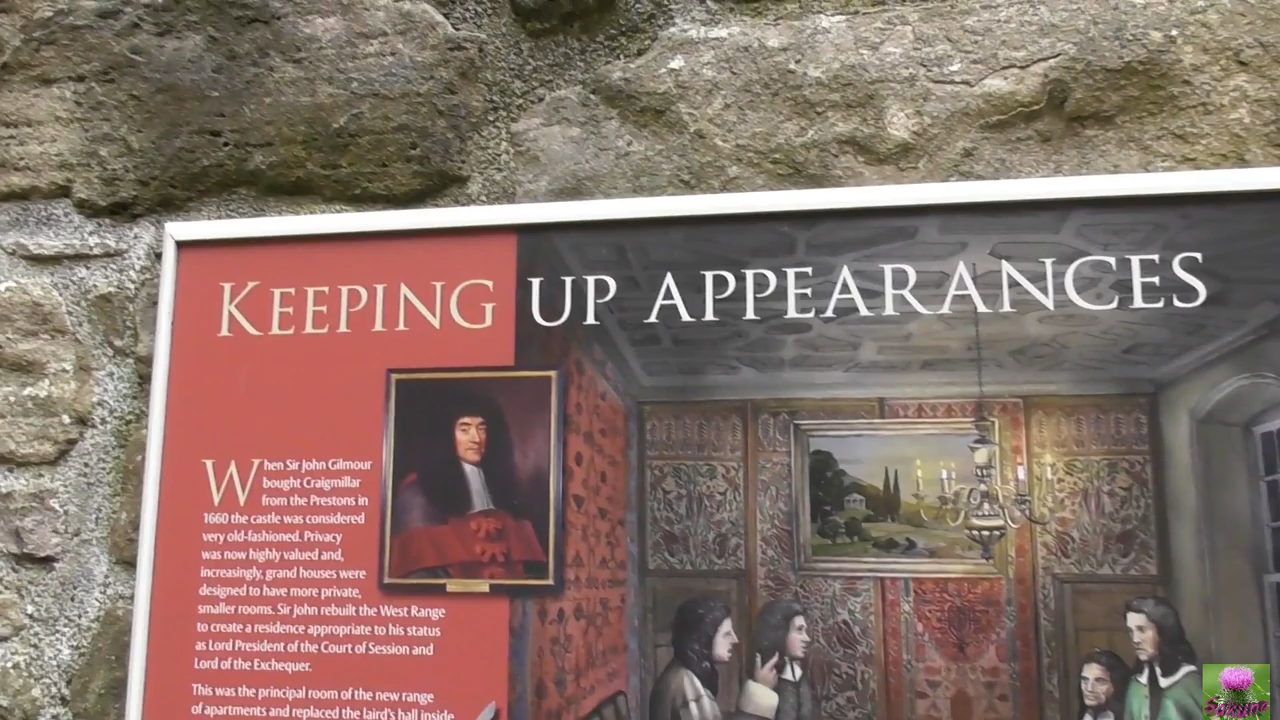 KEEPING UP APPEARANCES
When Sir John Gilmour
bought Craigmillar
from the Prestons in
1660 the castle was considered
very old-fashioned. Privacy
was now highly valued and,
increasingly, grand houses were
designed to have more private,
smaller rooms. Sir John rebuilt the West Range
to create a residence appropriate to his status
as Lord President of the Court of Session and
Lord of the Exchequer.
This was the principal room of the new range
of apartments and replaced the laird's hall inside